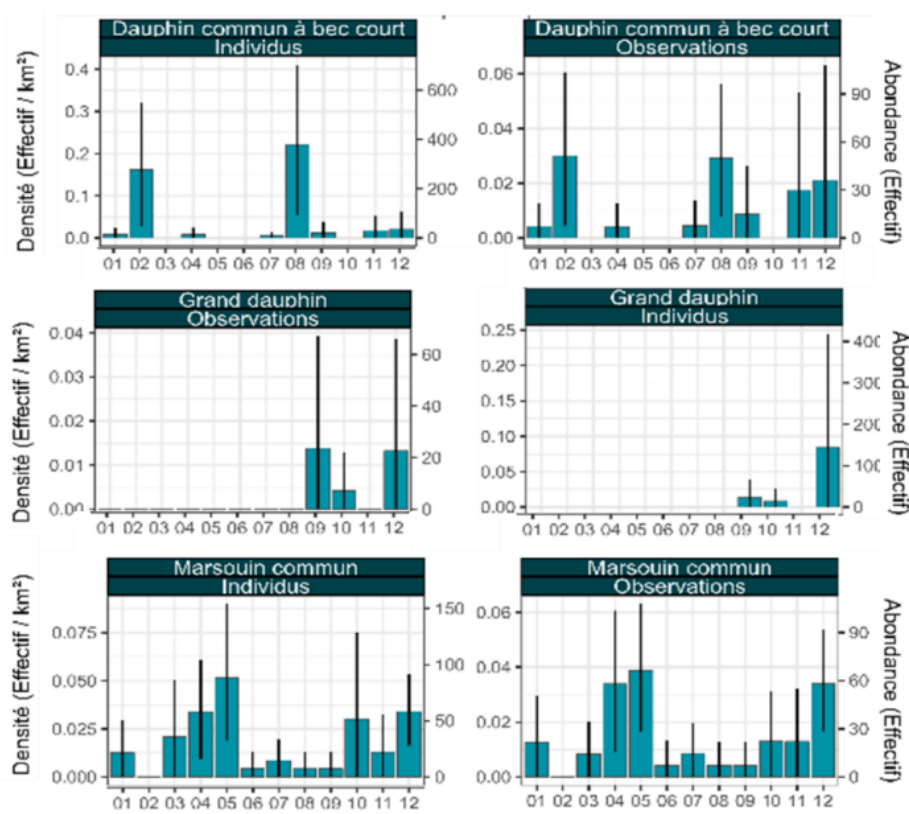 Dauphin commun à bec court
Individus
Densité (Effectif / km²)
0.4
0.3
0.2
0.1
0.0
600
400
200
0
01 02 03 04 05 06 07 08 09 10 11 12
Dauphin commun à bec court
Observations
0.06
0.04
0.02
0.00
90
60
30
0
Abondance (Effectif)
01 02 03 04 05 06 07 08 09 10 11 12
Grand dauphin
Observations
Densité (Effectif / km²)
0.04
0.03
0.02
0.01
0.00
60
40
20
0
01 02 03 04 05 06 07 08 09 10 11 12
Grand dauphin
Individus
0.25
0.20
0.15
0.10
0.05
0.00
400
300
200
100
0
Abondance (Effectif)
01 02 03 04 05 06 07 08 09 10 11 12
Marsouin commun
Individus
Densité (Effectif / km²)
0.075
0.050
0.025
0.000
150
100
50
0
01 02 03 04 05 06 07 08 09 10 11 12
Marsouin commun
Observations
0.06
0.04
0.02
0.00
90
60
30
0
Abondance (Effectif)
01 02 03 04 05 06 07 08 09 10 11 12